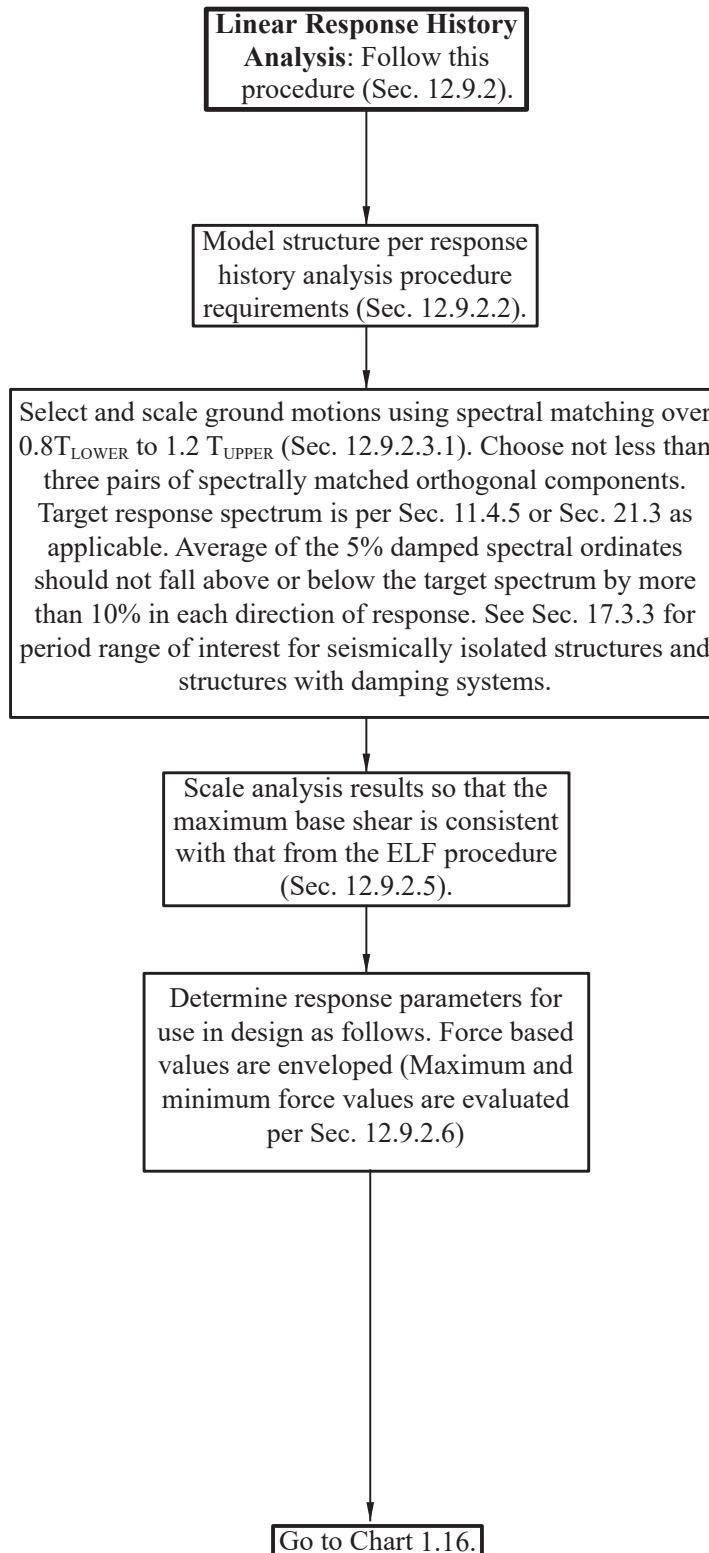 Linear Response History
Analysis: Follow this
procedure (Sec. 12.9.2).
Model structure per response
history analysis procedure
requirements (Sec. 12.9.2.2).
Select and scale ground motions using spectral matching over
0.8TLOWER to 1.2 TUPPER (Sec. 12.9.2.3.1). Choose not less than
three pairs of spectrally matched orthogonal components.
Target response spectrum is per Sec. 11.4.5 or Sec. 21.3 as
applicable. Average of the 5% damped spectral ordinates
should not fall above or below the target spectrum by more
than 10% in each direction of response. See Sec. 17.3.3 for
period range of interest for seismically isolated structures and
structures with damping systems.
Scale analysis results so that the
maximum base shear is consistent
with that from the ELF procedure
(Sec. 12.9.2.5).
Determine response parameters for
use in design as follows. Force based
values are enveloped (Maximum and
minimum force values are evaluated
per Sec. 12.9.2.6)
Go to Chart 1.16.